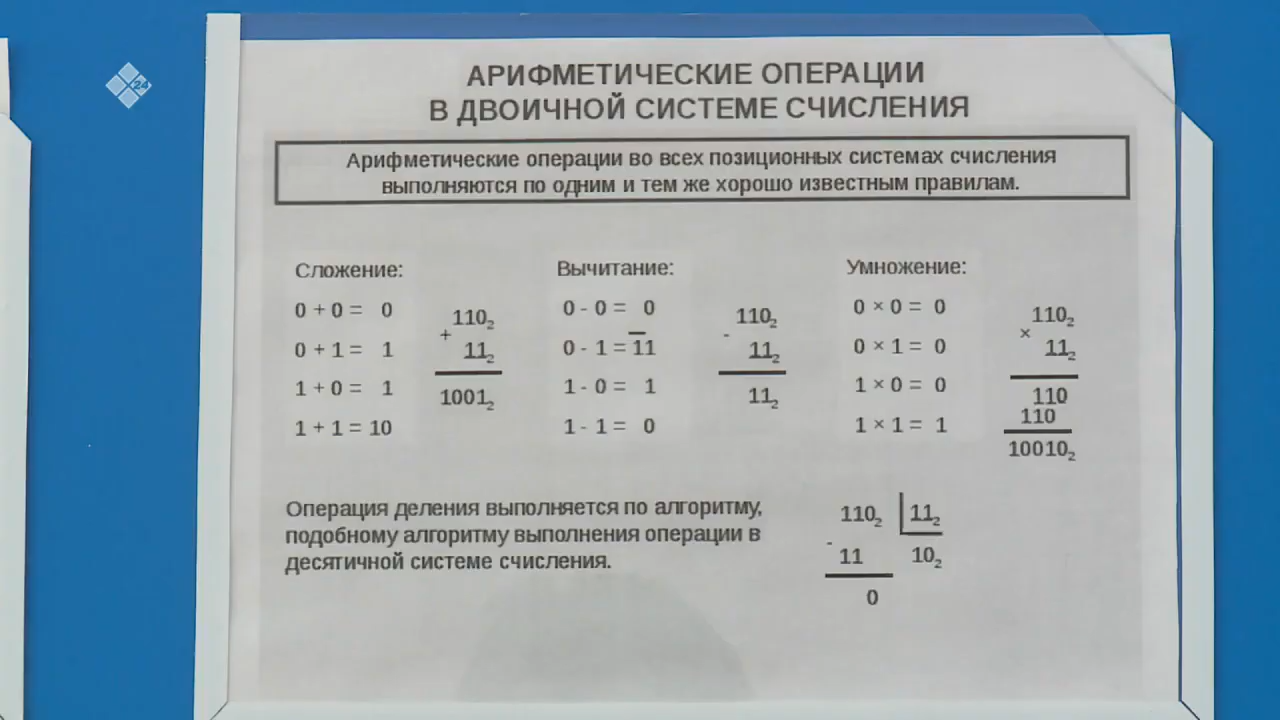 24
АРИФМЕТИЧЕСКИЕ ОПЕРАЦИИ
В ДВОИЧНОЙ СИСТЕМЕ СЧИСЛЕНИЯ
Арифметические операции во всех позиционных системах счисления
выполняются по одним и тем же хорошо известным правилам.
Сложение:
0 + 0 = 0
0 + 1 = 1
1 + 0 = 1
1 + 1 = 10
+
110₂
11₂
1001₂
Вычитание:
0 - 0 = 0
0 - 1 = 1̅1
1 - 0 = 1
1 - 1 = 0
-
110₂
11₂
11₂
Умножение:
0 × 0 = 0
0 × 1 = 0
1 × 0 = 0
1 × 1 = 1
×
110₂
11₂
110
110
10010₂
Операция деления выполняется по алгоритму,
подобному алгоритму выполнения операции в
десятичной системе счисления.
110₂ 11₂
-
11 10₂
0